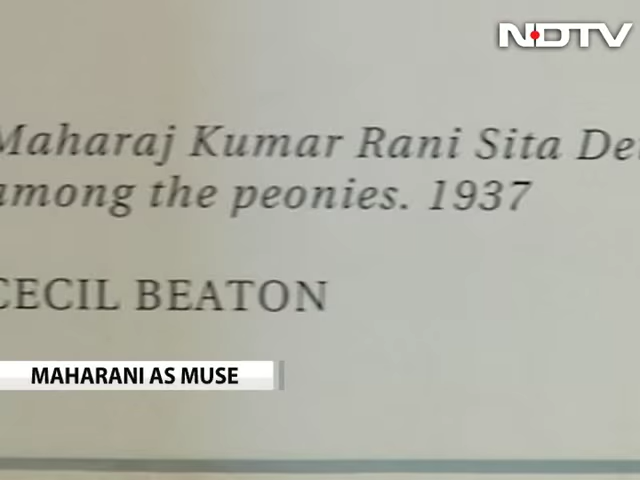 NDTV
Maharaj Kumar Rani Sita
among the peonies. 1937
CECIL BEATON
MAHARANI AS MUSE